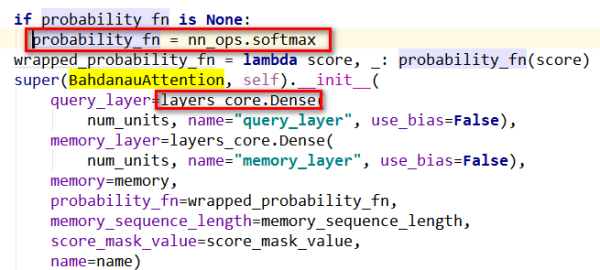 if probability_fn is None:
probability_fn = nn_ops.softmax
wrapped_probability_fn = lambda score, _: probability_fn(score)
super(BahdanauAttention, self).__init__(
query_layer=layers_core.Dense(
num_units, name="query_layer", use_bias=False),
memory_layer=layers_core.Dense(
num_units, name="memory_layer", use_bias=False),
memory=memory,
probability_fn=wrapped_probability_fn,
memory_sequence_length=memory_sequence_length,
score_mask_value=score_mask_value,
name=name)